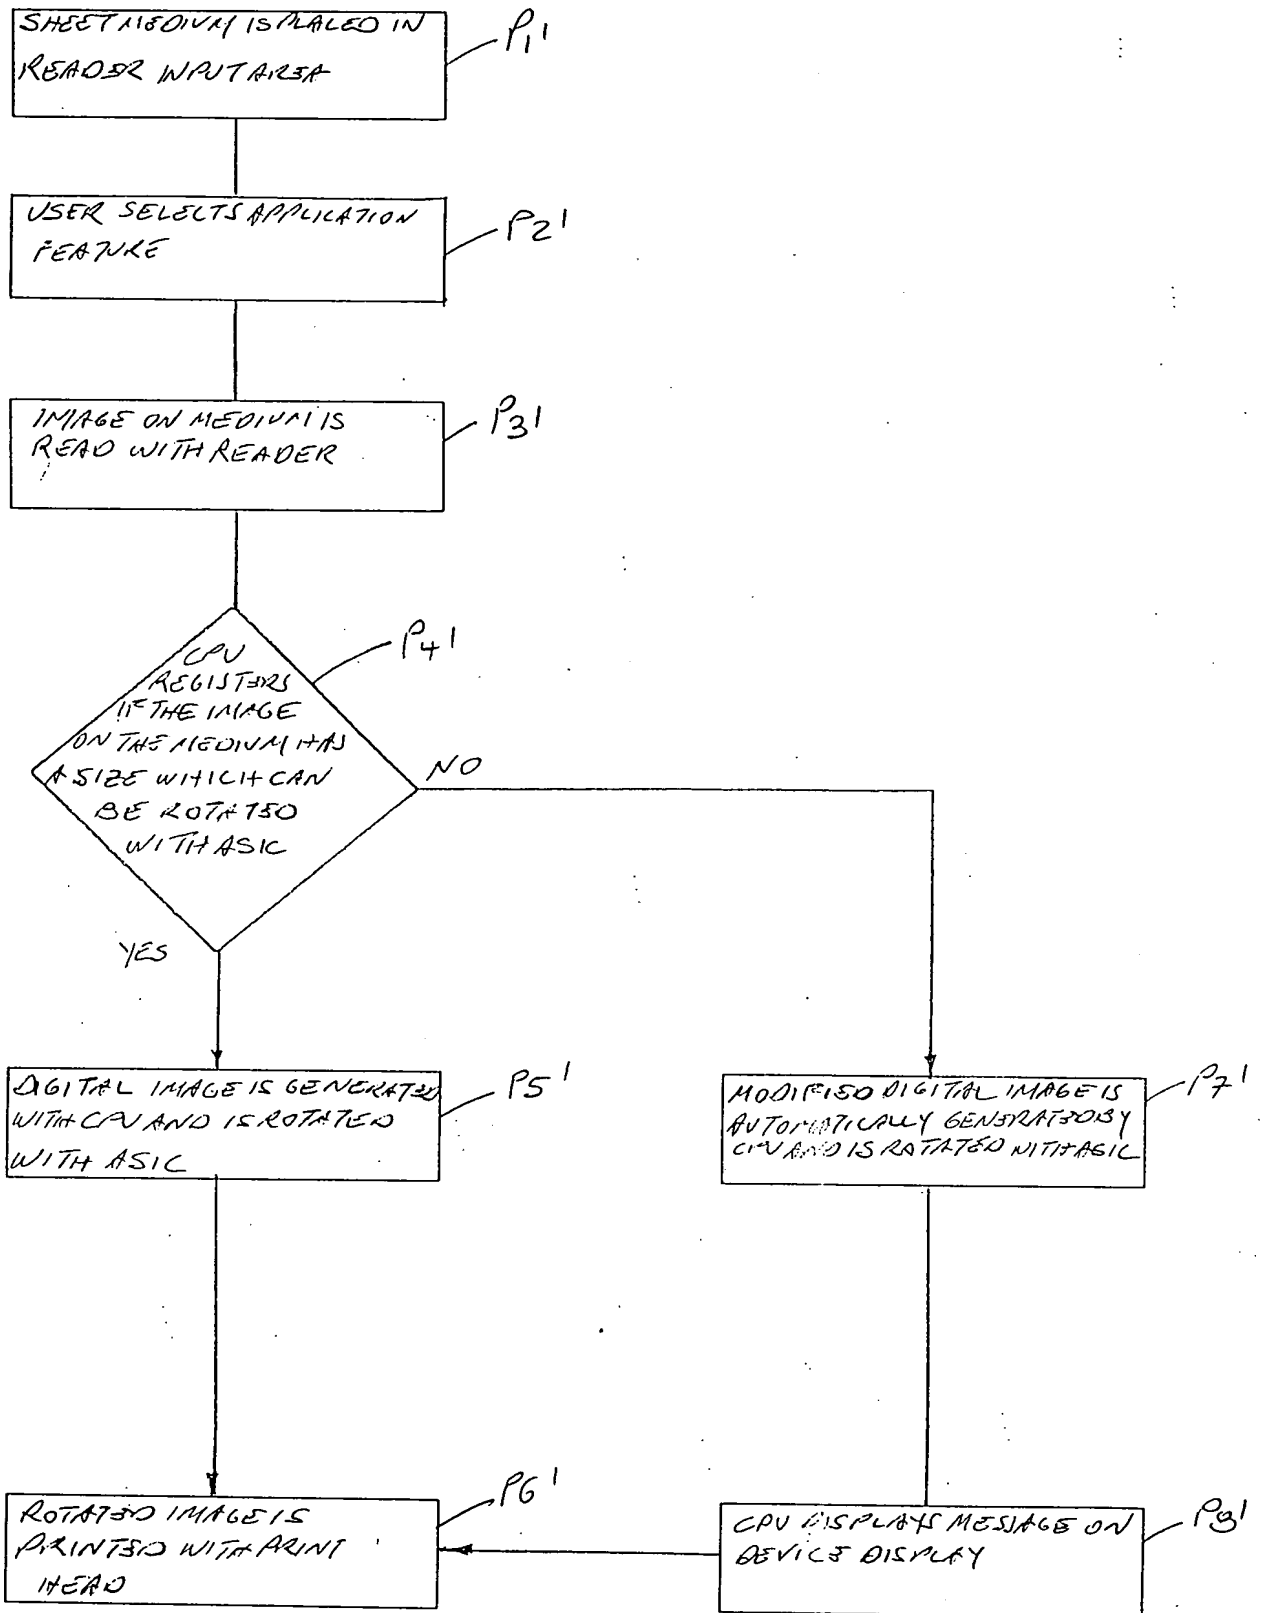 SHEET MEDIUM IS PLACED IN
READER INPUT AREA
P1'
USER SELECTS APPLICATION
FEATURE
P2'
IMAGE ON MEDIUM IS
READ WITH READER
P3'
CPU
REGISTERS
IF THE IMAGE
ON THE MEDIUM HAS
A SIZE WHICH CAN
BE ROTATED
WITH ASIC
P4'
NO
YES
DIGITAL IMAGE IS GENERATED
WITH CPU AND IS ROTATED
WITH ASIC
P5'
MODIFIED DIGITAL IMAGE IS
AUTOMATICALLY GENERATED BY
CPU AND IS ROTATED WITH ASIC
P7'
ROTATED IMAGE IS
PRINTED WITH PRINT
HEAD
P6'
CPU DISPLAYS MESSAGE ON
DEVICE DISPLAY
P8'